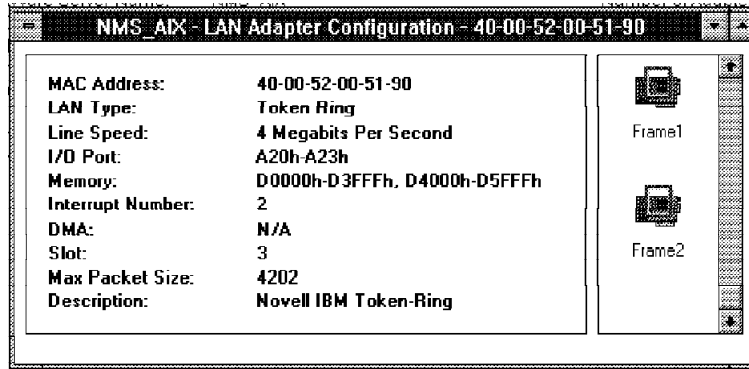 NMS_AIX - LAN Adapter Configuration - 40-00-52-00-51-90
MAC Address: 40-00-52-00-51-90
LAN Type: Token Ring
Line Speed: 4 Megabits Per Second
I/O Port: A20h-A23h
Memory: D0000h-D3FFFh, D4000h-D5FFFh
Interrupt Number: 2
DMA: N/A
Slot: 3
Max Packet Size: 4202
Description: Novell IBM Token-Ring
Frame1
Frame2